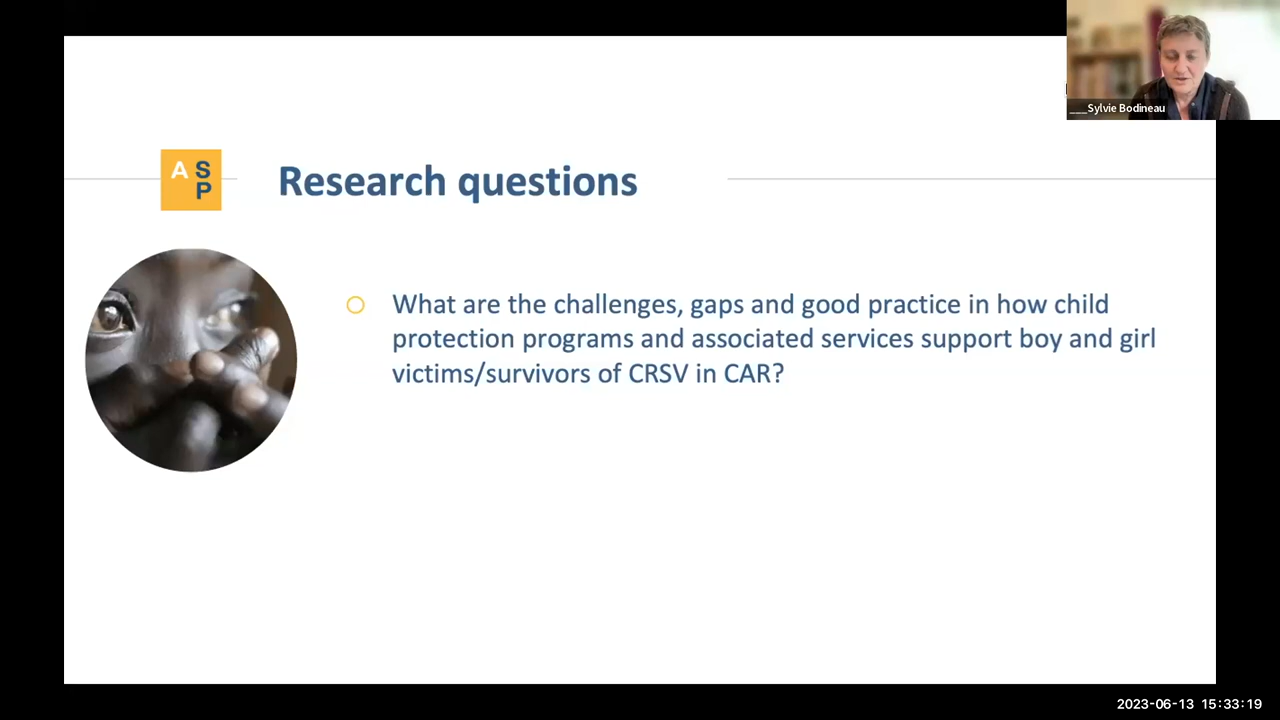 ___Sylvie Bodineau
A S
P
Research questions
What are the challenges, gaps and good practice in how child
protection programs and associated services support boy and girl
victims/survivors of CRSV in CAR?
2023-06-13 15:33:19